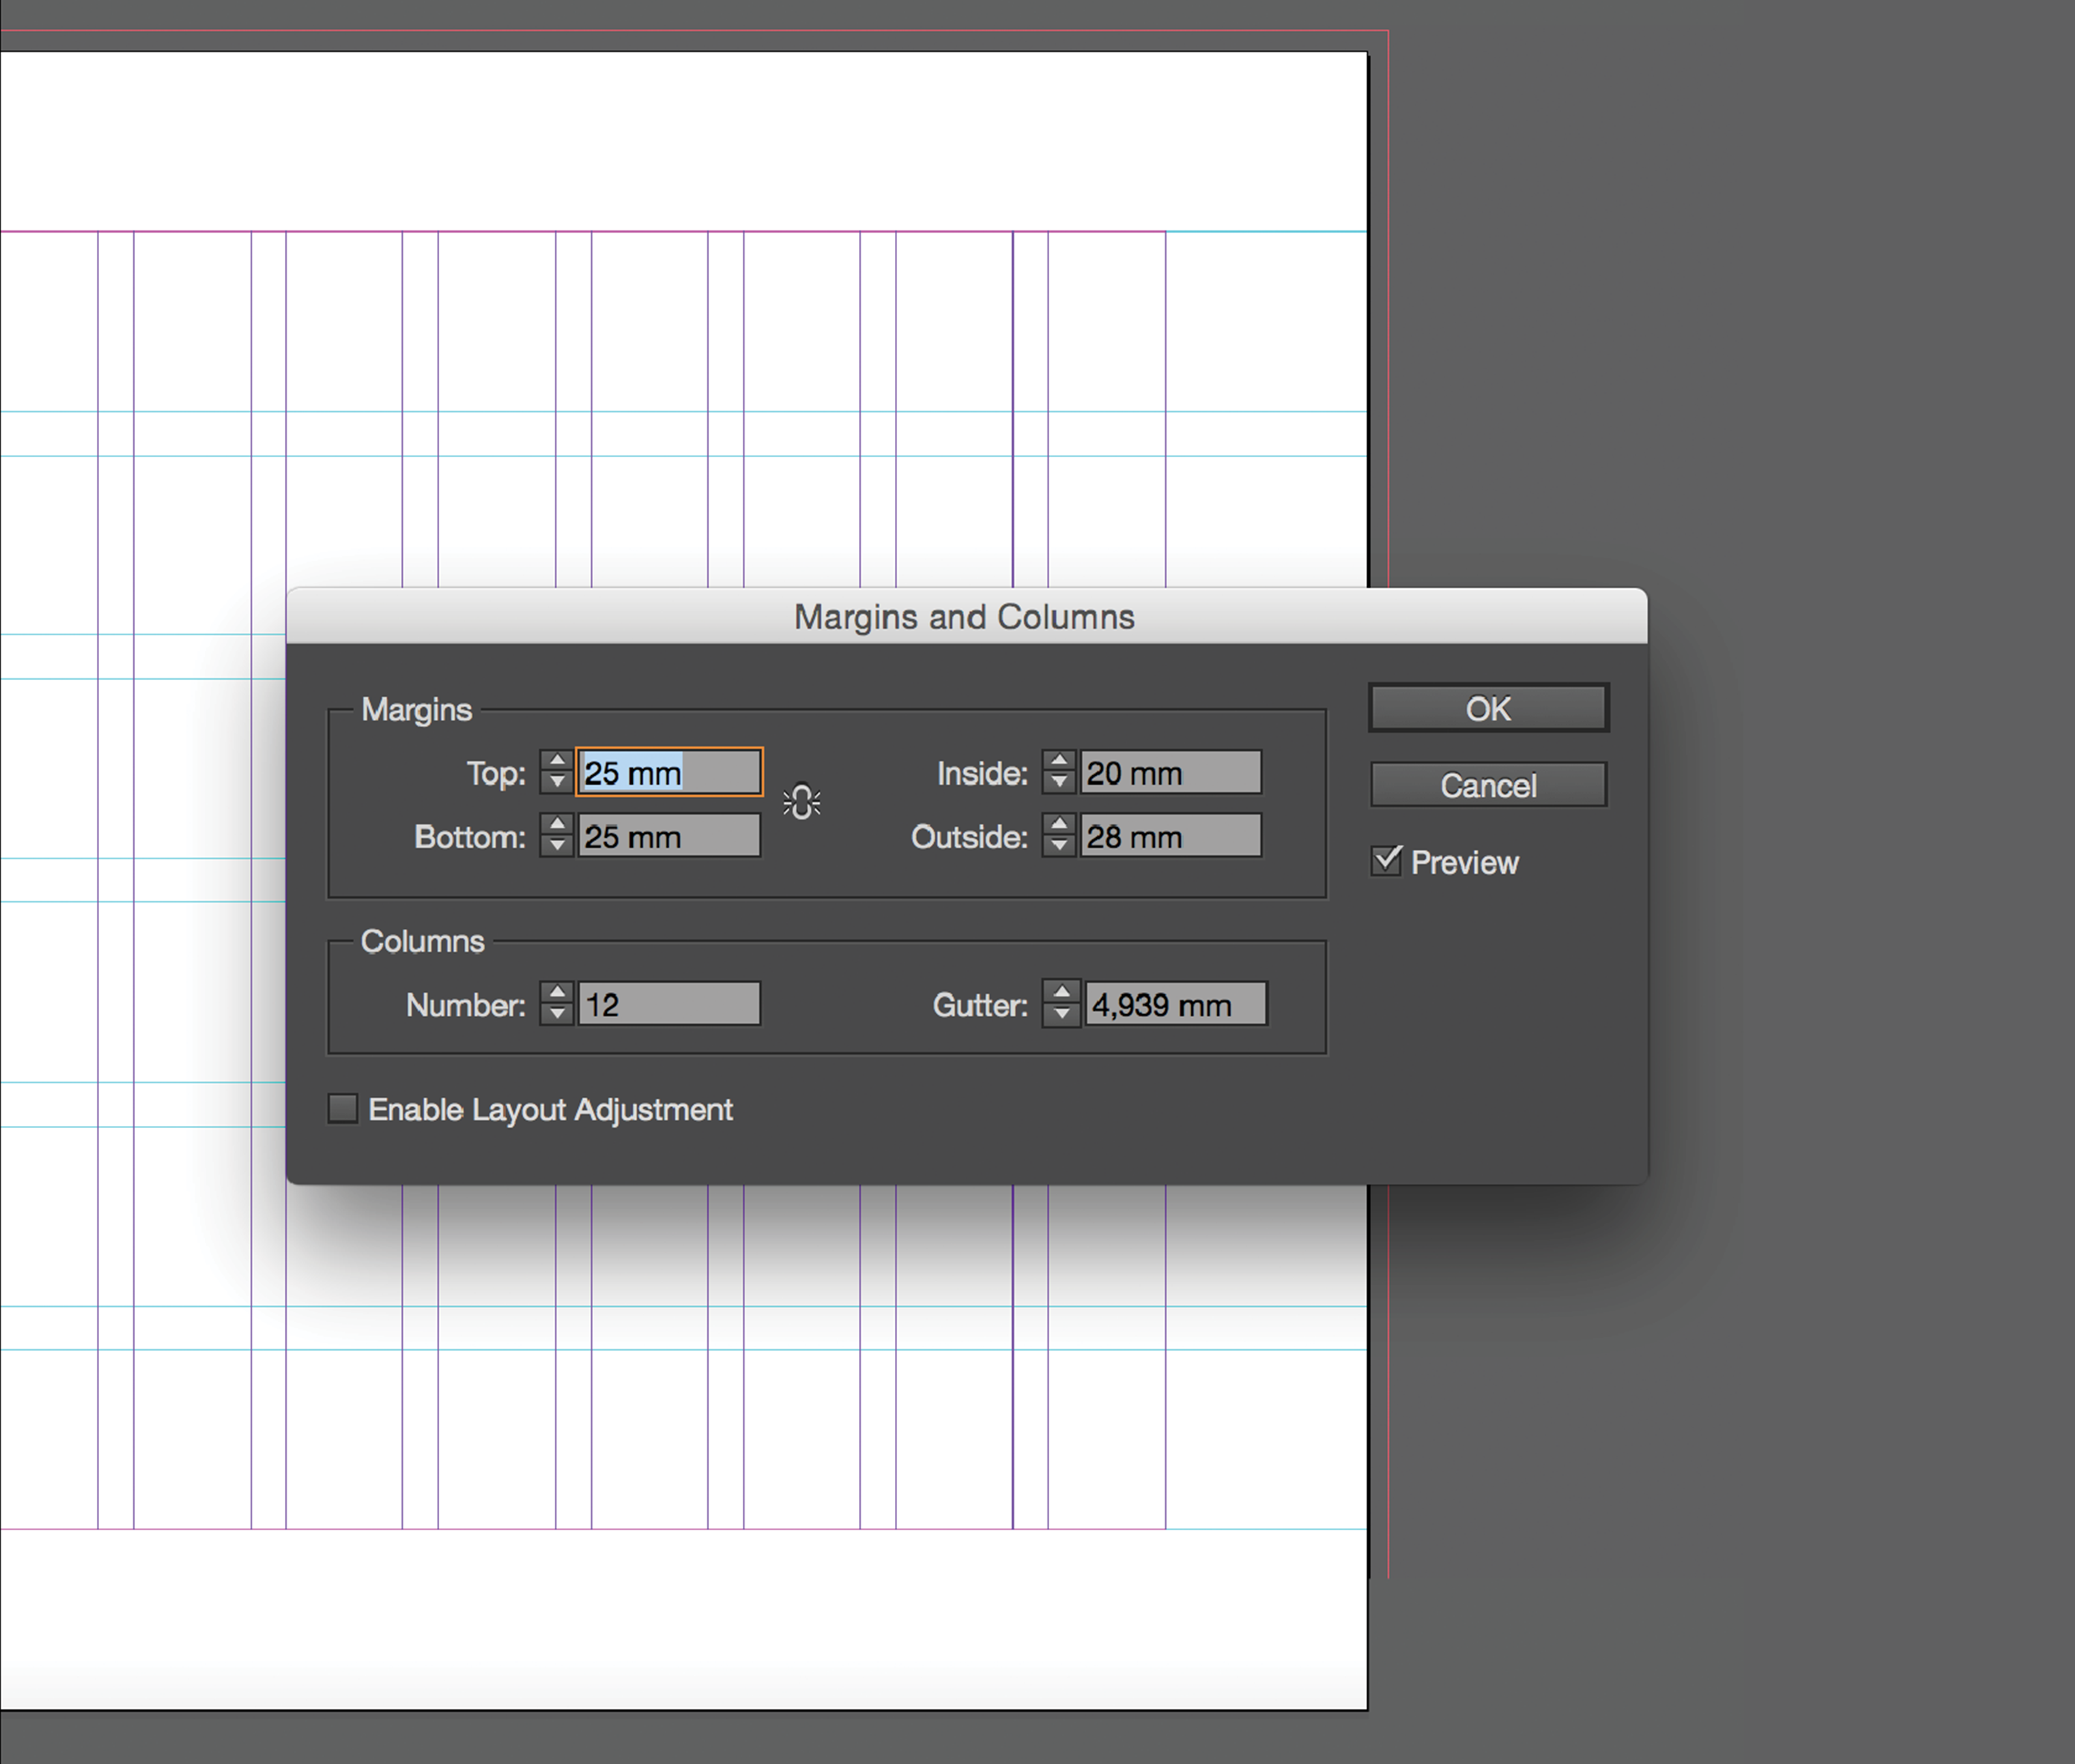 Margins and Columns
Margins
Top: 25 mm
Inside: 20 mm
Bottom: 25 mm
Outside: 28 mm
OK
Cancel
Preview
Columns
Number: 12
Gutter: 4,939 mm
Enable Layout Adjustment